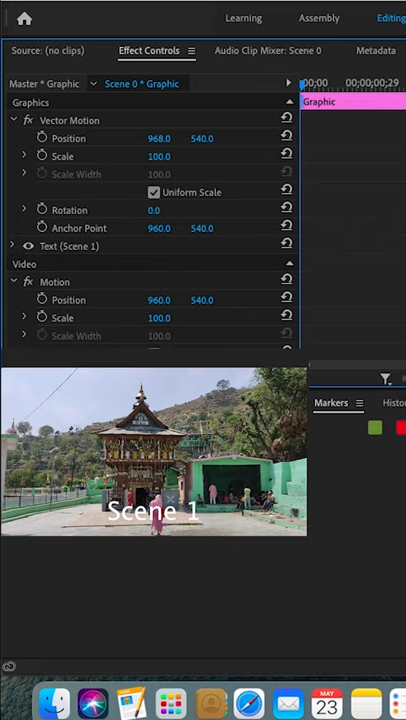 Learning Assembly Editing
Source: (no clips) Effect Controls Audio Clip Mixer: Scene 0 Metadata
Master * Graphic Scene 0 * Graphic :00;00 00;00;00;29
Graphics Graphic
fx Vector Motion
Position 968.0 540.0
Scale 100.0
Scale Width 100.0
Uniform Scale
Rotation 0.0
Anchor Point 960.0 540.0
Text (Scene 1)
Video
fx Motion
Position 960.0 540.0
Scale 100.0
Scale Width 100.0
Markers Histo
Scene 1
MAY
23